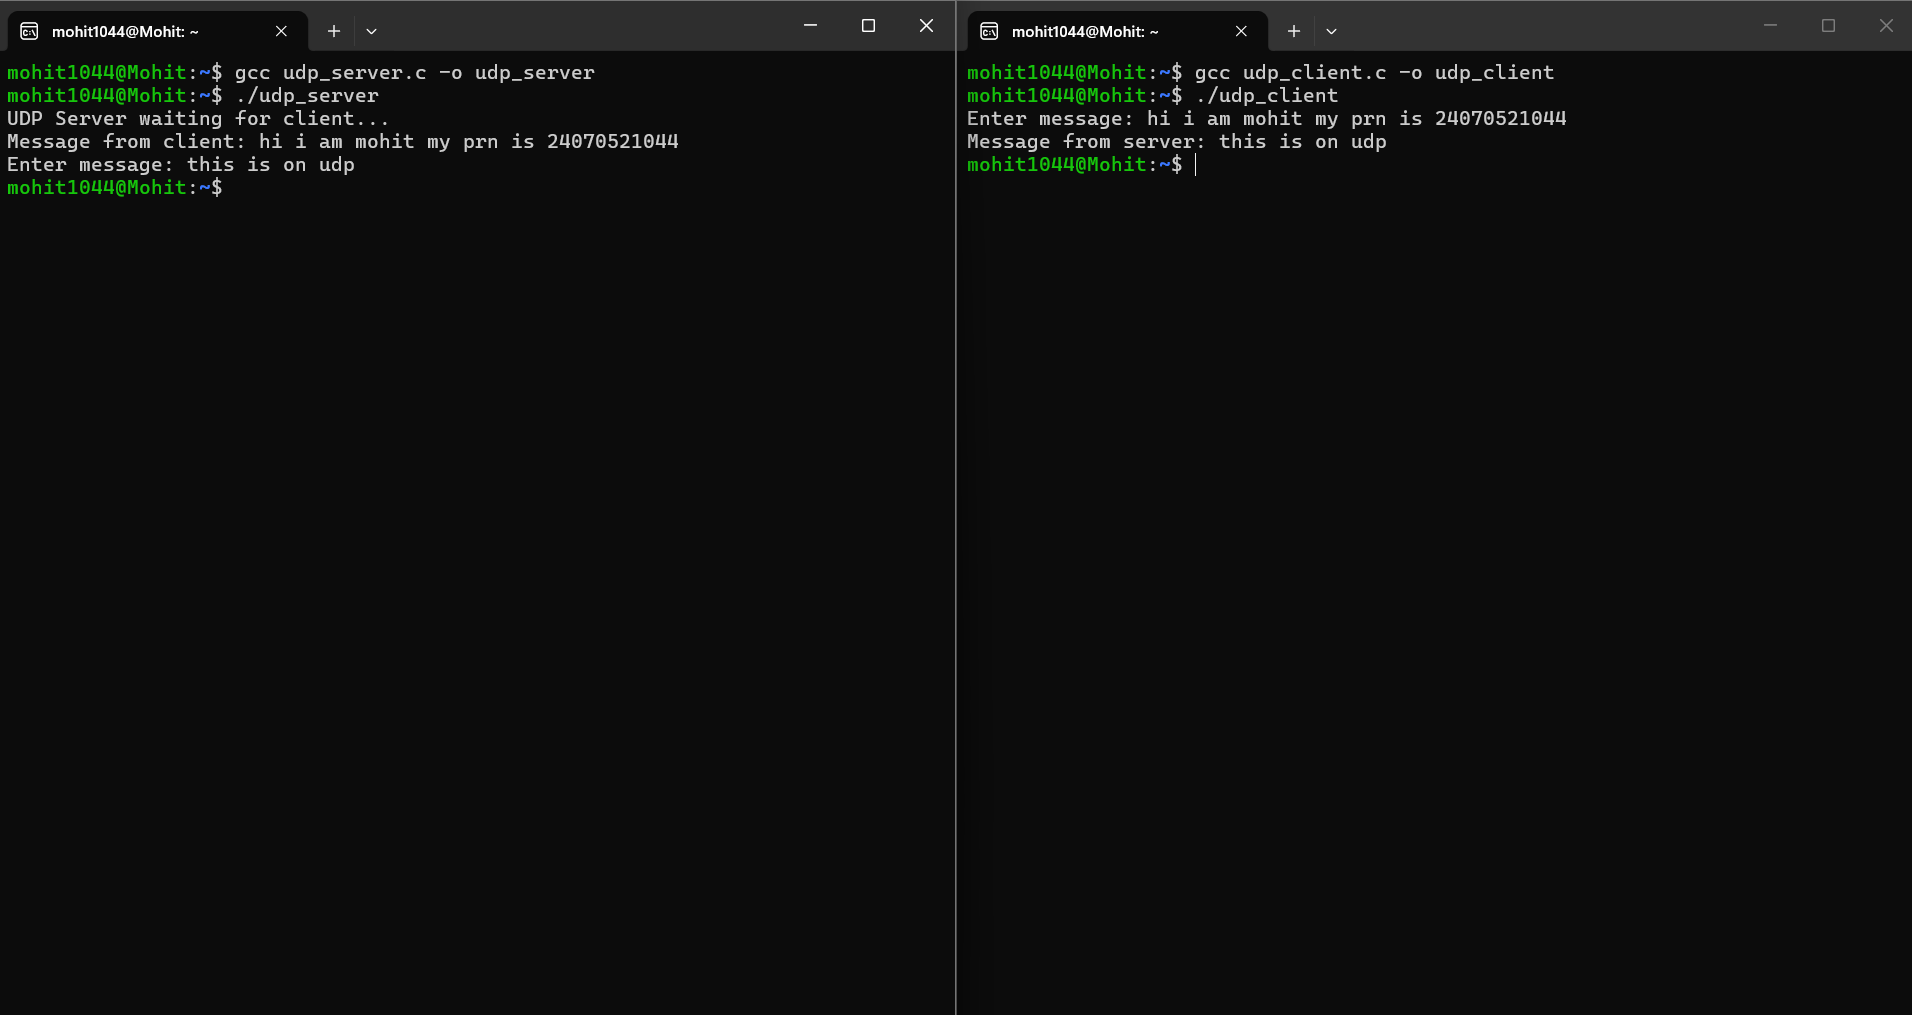 mohit1044@Mohit: ~
mohit1044@Mohit:~$ gcc udp_server.c -o udp_server
mohit1044@Mohit:~$ ./udp_server
UDP Server waiting for client...
Message from client: hi i am mohit my prn is 24070521044
Enter message: this is on udp
mohit1044@Mohit:~$
mohit1044@Mohit: ~
mohit1044@Mohit:~$ gcc udp_client.c -o udp_client
mohit1044@Mohit:~$ ./udp_client
Enter message: hi i am mohit my prn is 24070521044
Message from server: this is on udp
mohit1044@Mohit:~$